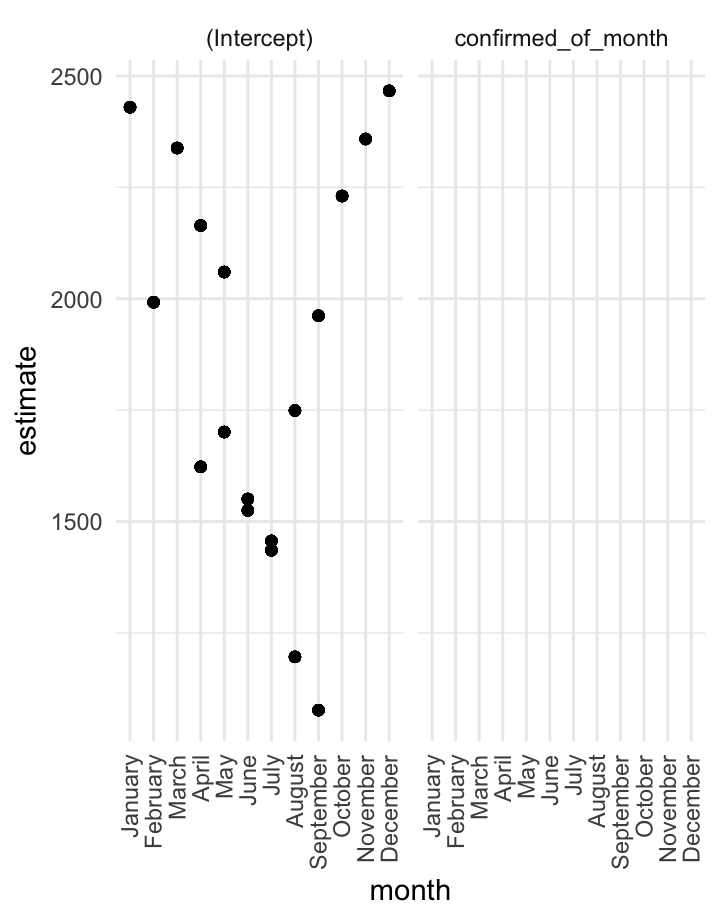 (Intercept)
confirmed_of_month
2500
2000
1500
estimate
January
February
March
April
May
June
July
August
September
October
November
December
January
February
March
April
May
June
July
August
September
October
November
December
month